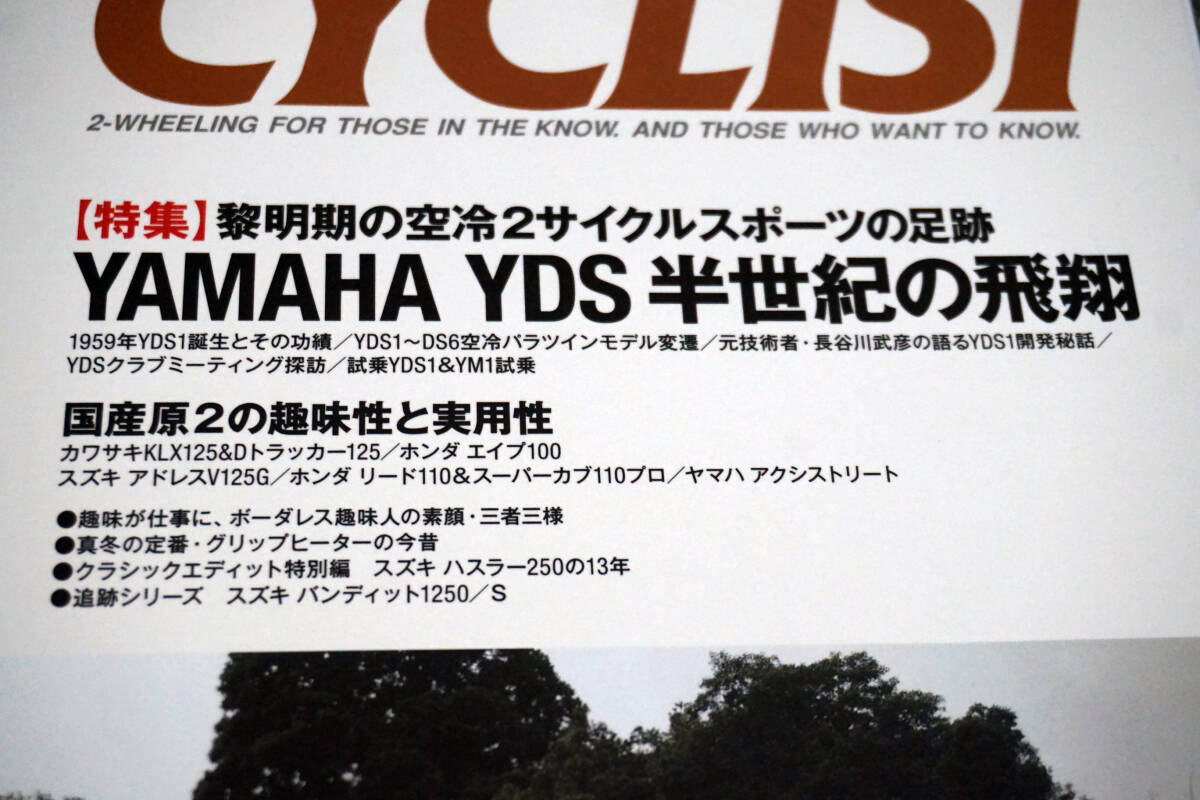 CYCLIST
2-WHEELING FOR THOSE IN THE KNOW. AND THOSE WHO WANT TO KNOW.
【特集】黎明期の空冷2サイクルスポーツの足跡
YAMAHA YDS 半世紀の飛翔
1959年YDS1誕生とその功績／YDS1〜DS6空冷パラツインモデル変遷／元技術者・長谷川武彦の語るYDS1開発秘話／
YDSクラブミーティング探訪／試乗YDS1&YM1試乗
国産原2の趣味性と実用性
カワサキKLX125&Dトラッカー125／ホンダ エイプ100
スズキ アドレスV125G／ホンダ リード110&スーパーカブ110プロ／ヤマハ アクシストリート
●趣味が仕事に、ボーダレス趣味人の素顔・三者三様
●真冬の定番・グリップヒーターの今昔
●クラシックエディット特別編　スズキ ハスラー250の13年
●追跡シリーズ　スズキ バンディット1250／S